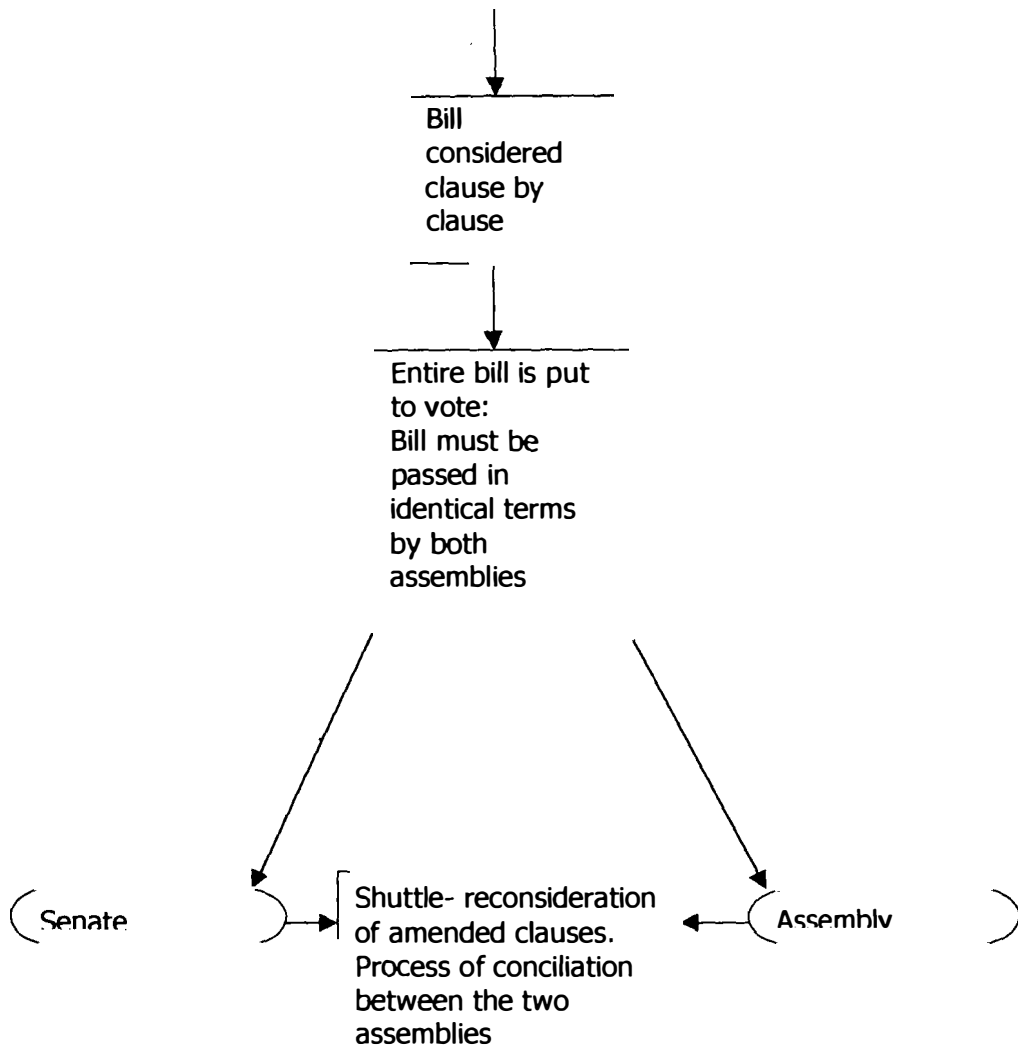 Bill
considered
clause by
clause
Entire bill is put
to vote:
Bill must be
passed in
identical terms
by both
assemblies
Senate
Shuttle- reconsideration
of amended clauses.
Process of conciliation
between the two
assemblies
Assembly